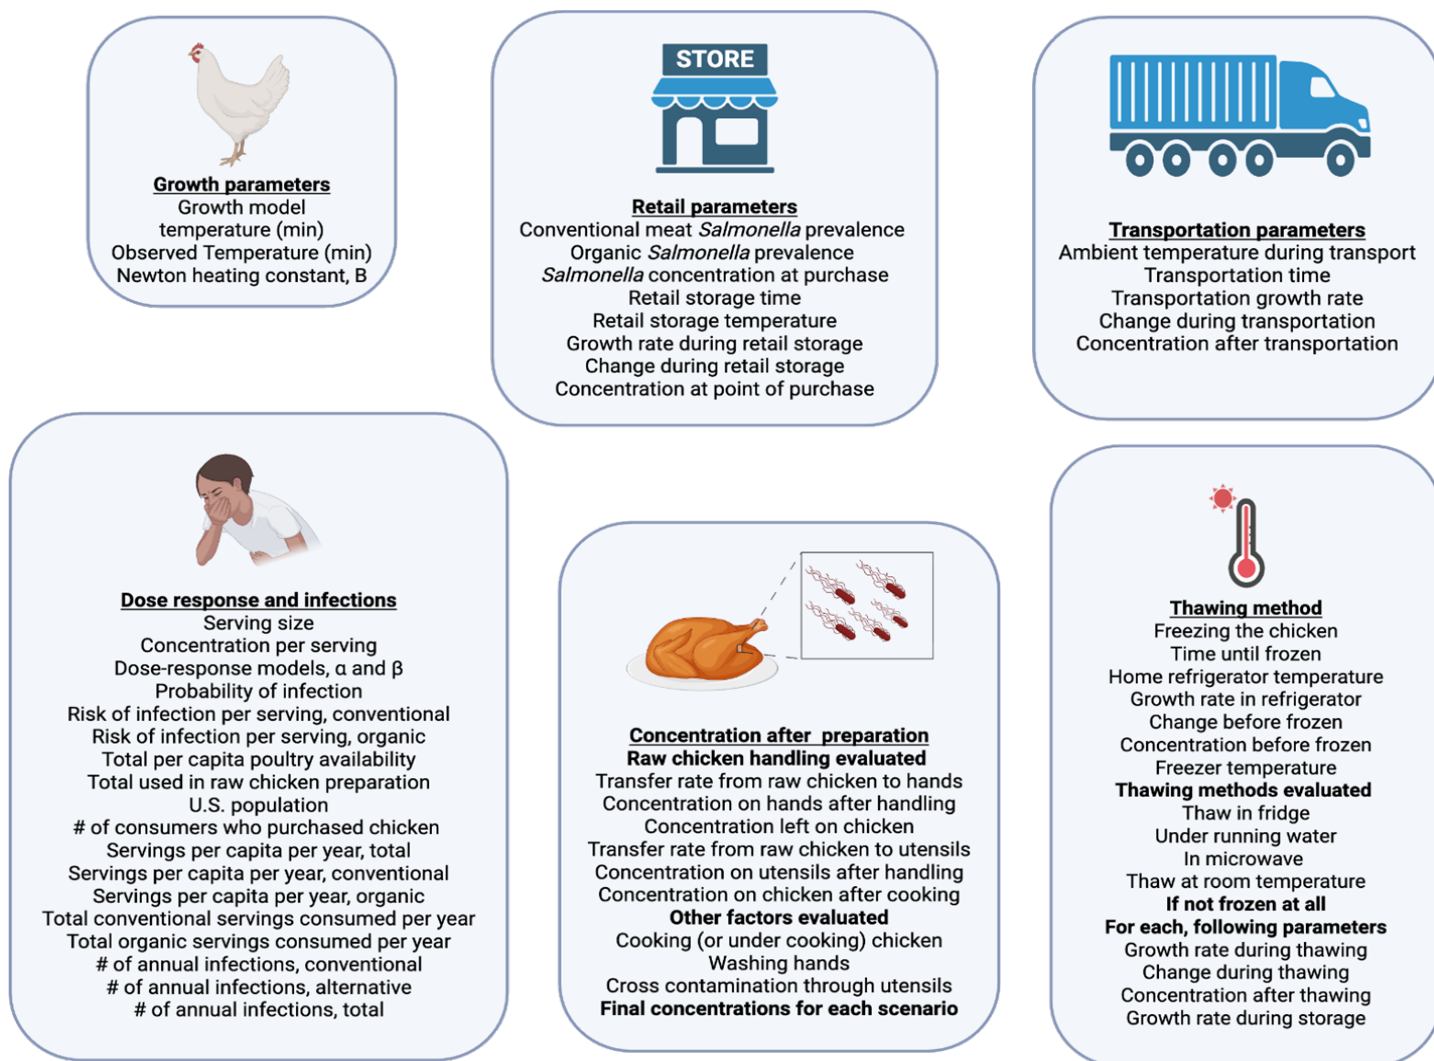 Growth parameters
Growth model
temperature (min)
Observed Temperature (min)
Newton heating constant, B
STORE
Retail parameters
Conventional meat Salmonella prevalence
Organic Salmonella prevalence
Salmonella concentration at purchase
Retail storage time
Retail storage temperature
Growth rate during retail storage
Change during retail storage
Concentration at point of purchase
Transportation parameters
Ambient temperature during transport
Transportation time
Transportation growth rate
Change during transportation
Concentration after transportation
Dose response and infections
Serving size
Concentration per serving
Dose-response models, α and β
Probability of infection
Risk of infection per serving, conventional
Risk of infection per serving, organic
Total per capita poultry availability
Total used in raw chicken preparation
U.S. population
# of consumers who purchased chicken
Servings per capita per year, total
Servings per capita per year, conventional
Servings per capita per year, organic
Total conventional servings consumed per year
Total organic servings consumed per year
# of annual infections, conventional
# of annual infections, alternative
# of annual infections, total
Concentration after preparation
Raw chicken handling evaluated
Transfer rate from raw chicken to hands
Concentration on hands after handling
Concentration left on chicken
Transfer rate from raw chicken to utensils
Concentration on utensils after handling
Concentration on chicken after cooking
Other factors evaluated
Cooking (or under cooking) chicken
Washing hands
Cross contamination through utensils
Final concentrations for each scenario
Thawing method
Freezing the chicken
Time until frozen
Home refrigerator temperature
Growth rate in refrigerator
Change before frozen
Concentration before frozen
Freezer temperature
Thawing methods evaluated
Thaw in fridge
Under running water
In microwave
Thaw at room temperature
If not frozen at all
For each, following parameters
Growth rate during thawing
Change during thawing
Concentration after thawing
Growth rate during storage